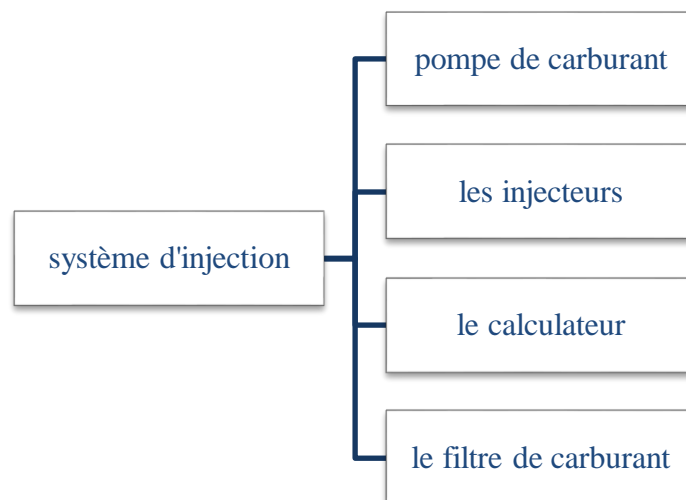 pompe de carburant
les injecteurs
système d'injection
le calculateur
le filtre de carburant